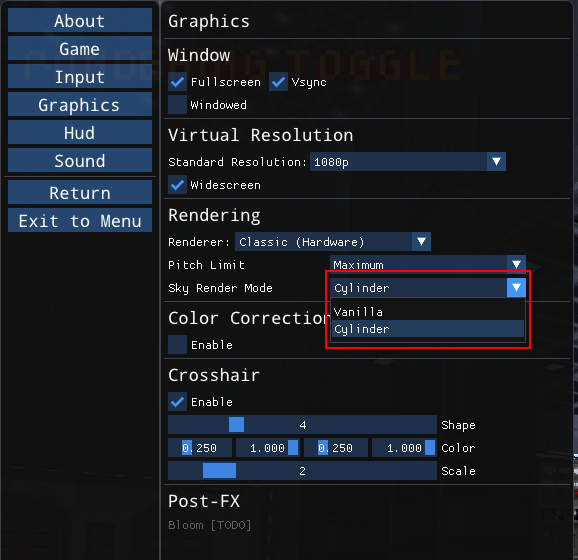 About
Game
Input
Graphics
Hud
Sound
Return
Exit to Menu
Graphics
Window
Fullscreen Vsync
Windowed
Virtual Resolution
Standard Resolution: 1080p
Widescreen
Rendering
Renderer: Classic (Hardware)
Pitch Limit Maximum
Sky Render Mode Cylinder
Vanilla
Cylinder
Color Correction
Enable
Crosshair
Enable
4 Shape
0.250 1.000 0.250 1.000 Color
2 Scale
Post-FX
Bloom [TODO]